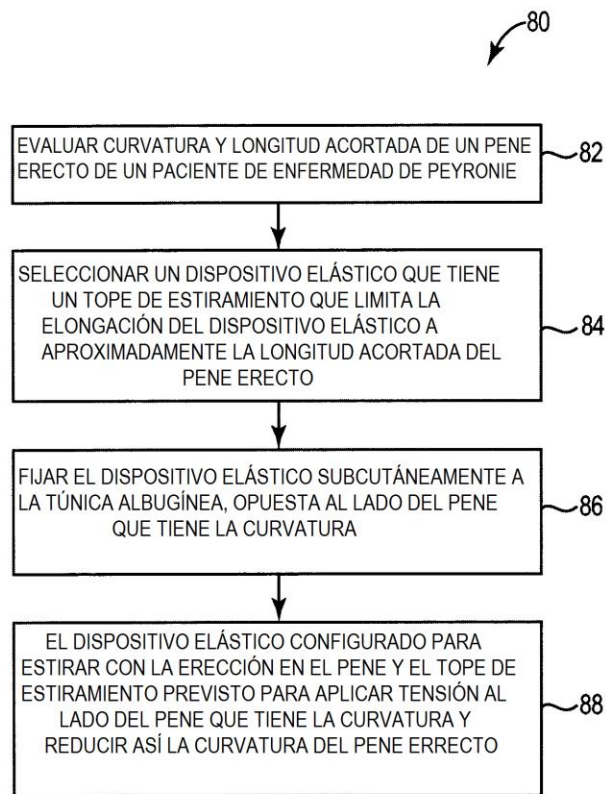 80
EVALUAR CURVATURA Y LONGITUD ACORTADA DE UN PENE
ERECTO DE UN PACIENTE DE ENFERMEDAD DE PEYRONIE
82
SELECCIONAR UN DISPOSITIVO ELÁSTICO QUE TIENE
UN TOPE DE ESTIRAMIENTO QUE LIMITA LA
ELONGACIÓN DEL DISPOSITIVO ELÁSTICO A
APROXIMADAMENTE LA LONGITUD ACORTADA DEL
PENE ERECTO
84
FIJAR EL DISPOSITIVO ELÁSTICO SUBCUTÁNEAMENTE A
LA TÚNICA ALBUGÍNEA, OPUESTA AL LADO DEL PENE
QUE TIENE LA CURVATURA
86
EL DISPOSITIVO ELÁSTICO CONFIGURADO PARA
ESTIRAR CON LA ERECCIÓN EN EL PENE Y EL TOPE DE
ESTIRAMIENTO PREVISTO PARA APLICAR TENSIÓN AL
LADO DEL PENE QUE TIENE LA CURVATURA Y
REDUCIR ASÍ LA CURVATURA DEL PENE ERRECTO
88